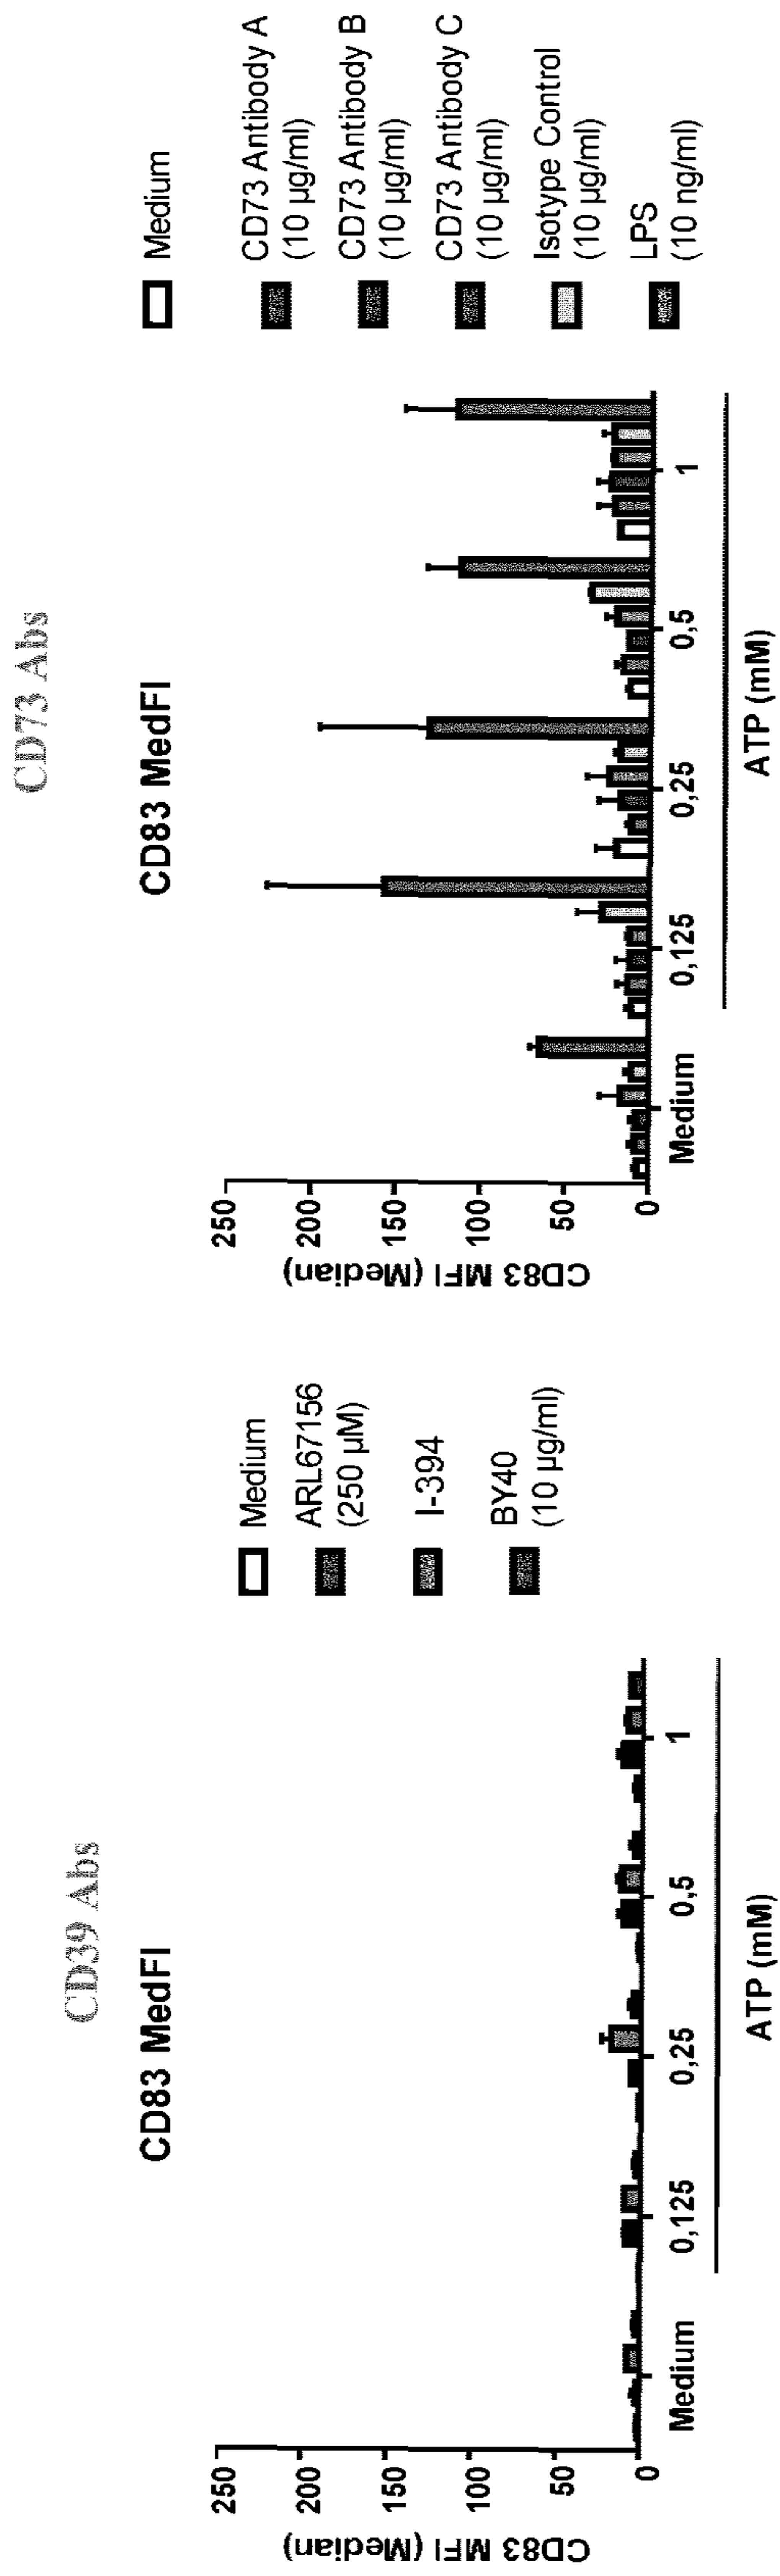 CD39 Abs
CD83 MedFI
CD83 MFI (Median)
250
200
150
100
50
0
Medium
0,125
0,25
0,5
1
ATP (mM)
Medium
ARL67156
(250 µM)
I-394
BY40
(10 µg/ml)
CD73 Abs
CD83 MedFI
CD83 MFI (Median)
250
200
150
100
50
0
Medium
0,125
0,25
0,5
1
ATP (mM)
Medium
CD73 Antibody A
(10 µg/ml)
CD73 Antibody B
(10 µg/ml)
CD73 Antibody C
(10 µg/ml)
Isotype Control
(10 µg/ml)
LPS
(10 ng/ml)